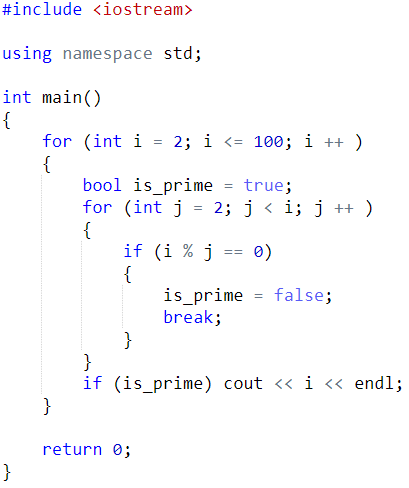 #include <iostream>
using namespace std;
int main()
{
for (int i = 2; i <= 100; i ++ )
{
bool is_prime = true;
for (int j = 2; j < i; j ++ )
{
if (i % j == 0)
{
is_prime = false;
break;
}
}
if (is_prime) cout << i << endl;
}
return 0;
}